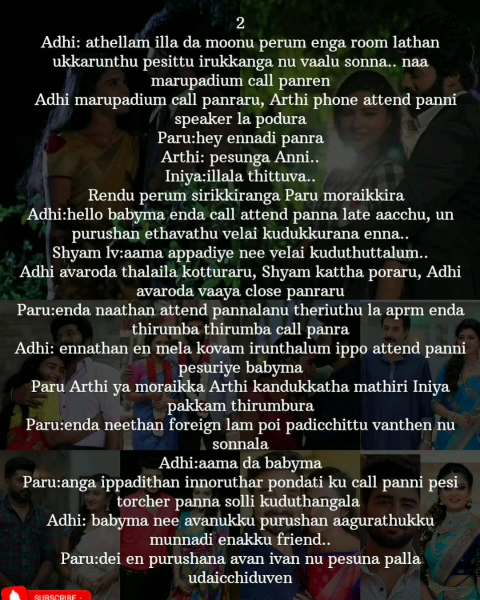 2
Adhi: athellam illa da moonu perum enga room lathan
ukkarunthu pesittu irukkanga nu vaalu sonna.. naa
marupadium call panren
Adhi marupadium call panraru, Arthi phone attend panni
speaker la podura
Paru:hey ennadi panra
Arthi: pesunga Anni..
Iniya:illala thittuva..
Rendu perum sirikkiranga Paru moraikkira
Adhi:hello babyma enda call attend panna late aacchu, un
purushan ethavathu velai kudukkurana enna..
Shyam lv:aama appadiye nee velai kuduthuttalum..
Adhi avaroda thalaila kotturaru, Shyam kattha poraru, Adhi
avaroda vaaya close panraru
Paru:enda naathan attend pannalanu theriuthu la aprm enda
thirumba thirumba call panra
Adhi: ennathan en mela kovam irunthalum ippo attend panni
pesuriye babyma
Paru Arthi ya moraikka Arthi kandukkatha mathiri Iniya
pakkam thirumbura
Paru:enda neethan foreign lam poi padicchittu vanthen nu
sonnala
Adhi:aama da babyma
Paru:anga ippadithan innoruthar pondati ku call panni pesi
torcher panna solli kuduthangala
Adhi: babyma nee avanukku purushan aagurathukku
munnadi enakku friend..
Paru:dei en purushana avan ivan nu pesuna palla
udaicchiduven
SUBSCRIBE